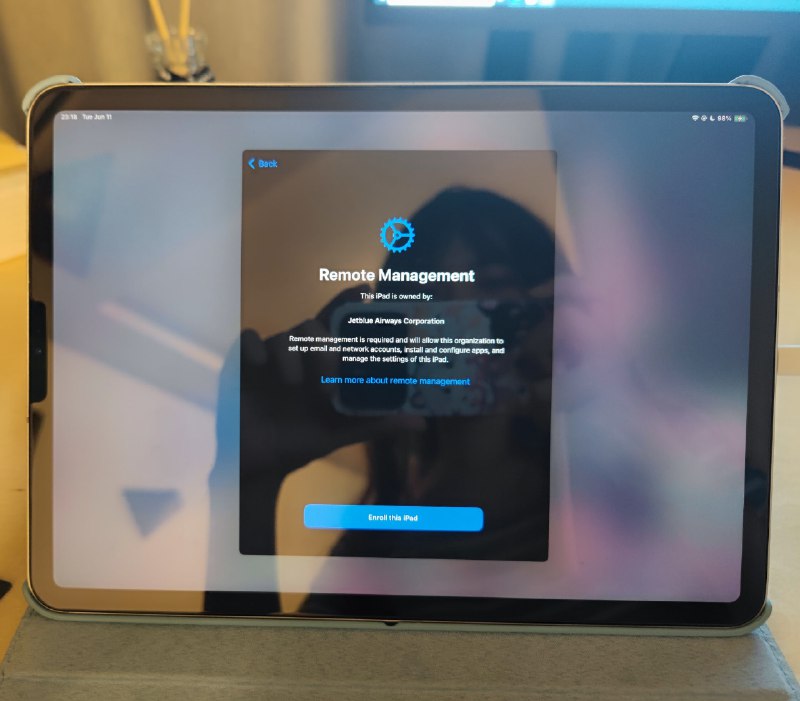 23:18 Tue Jun 11
98%
Back
Remote Management
This iPad is owned by:
Jetblue Airways Corporation
Remote management is required and will allow this organization to
set up email and network accounts, install and configure apps, and
manage the settings of this iPad.
Learn more about remote management
Enroll this iPad